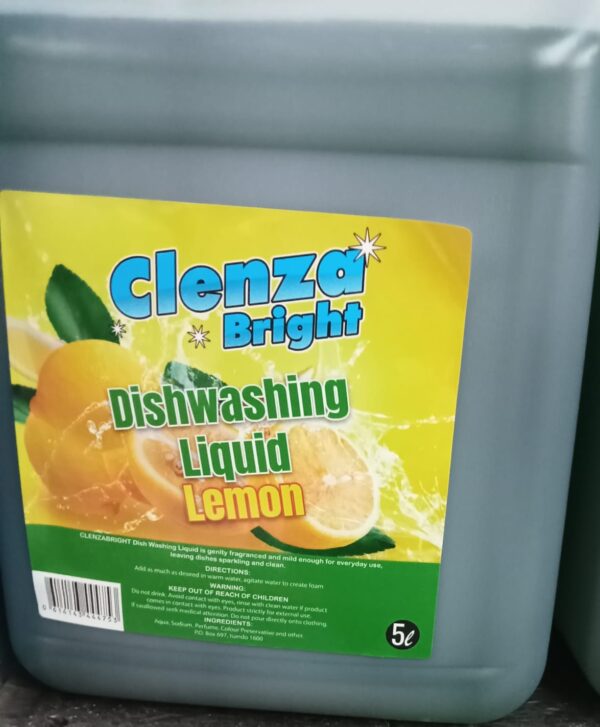 Clenza
Bright
Dishwashing
Liquid
Lemon
CLENZABRIGHT Dish Washing Liquid is gently fragranced and mild enough for everyday use,
leaving dishes sparkling and clean.
DIRECTIONS:
Add as much as desired in warm water, agitate water to create foam
WARNING:
KEEP OUT OF REACH OF CHILDREN
Do not drink. Avoid contact with eyes, rinse with clean water if product
comes in contact with eyes. Product strictly for external use.
If swallowed seek medical attention. Do not pour directly onto clothing.
INGREDIENTS:
Aqua, Sodium, Perfume, Colour Preservative and other.
P.O. Box 697, Isando 1600
5ℓ